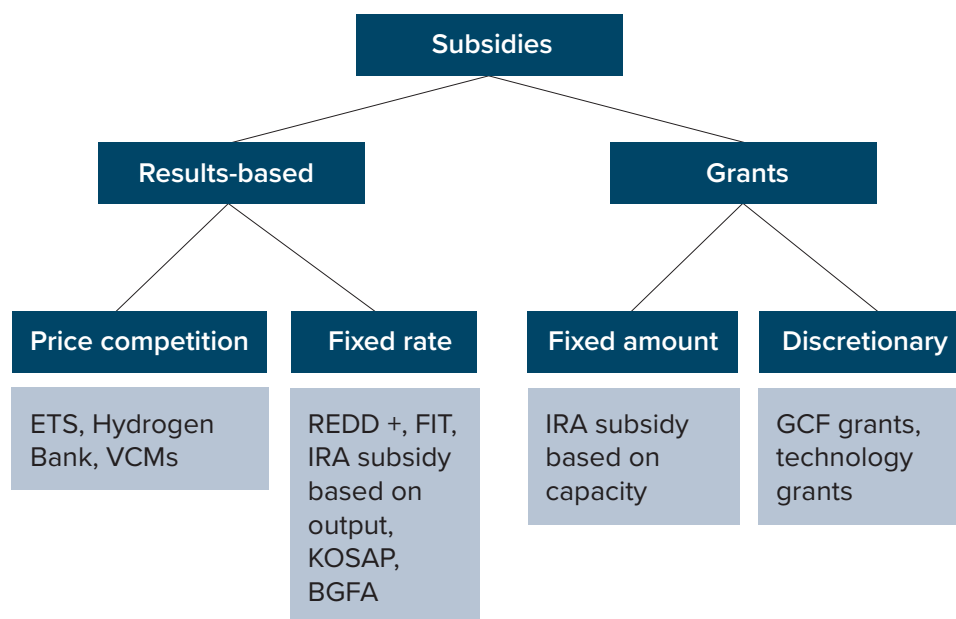 Subsidies
Results-based
Grants
Price competition
Fixed rate
Fixed amount
Discretionary
ETS, Hydrogen
Bank, VCMs
REDD +, FIT,
IRA subsidy
based on
output,
KOSAP,
BGFA
IRA subsidy
based on
capacity
GCF grants,
technology
grants